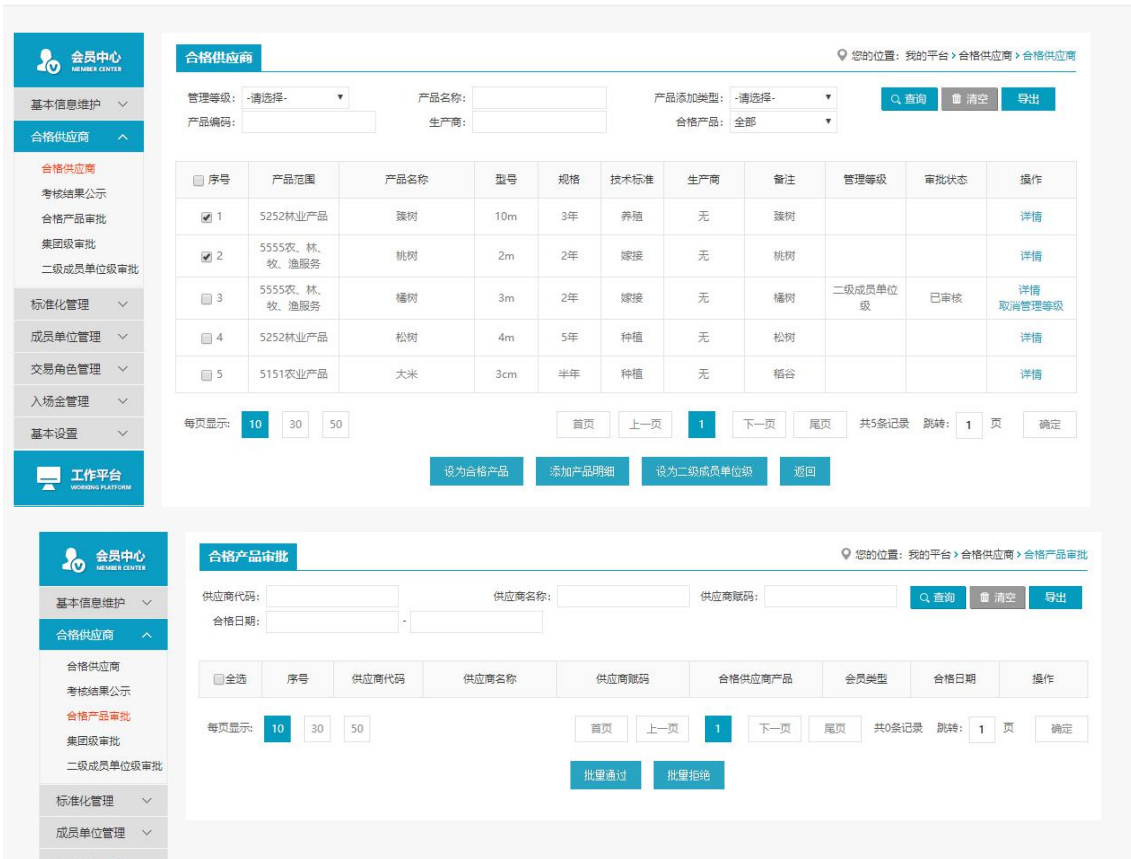 会员中心
MEMBER CENTER
基本信息维护
合格供应商
合格供应商
考核结果公示
合格产品审批
集团级审批
二级成员单位级审批
标准化管理
成员单位管理
交易角色管理
入场金管理
基本设置
工作平台
WORKING PLATFORM
合格供应商
您的位置：我的平台>合格供应商>合格供应商
管理等级： -请选择- 产品名称： 产品添加类型： -请选择- 查询 清空 导出
产品编码： 生产商： 合格产品： 全部
序号 产品范围 产品名称 型号 规格 技术标准 生产商 备注 管理等级 审批状态 操作
1 5252林业产品 臻树 10m 3年 养殖 无 臻树 详情
2 5555农、林、牧、渔服务 桃树 2m 2年 嫁接 无 桃树 详情
3 5555农、林、牧、渔服务 橘树 3m 2年 嫁接 无 橘树 二级成员单位级 已审核 详情 取消管理等级
4 5252林业产品 松树 4m 5年 种植 无 松树 详情
5 5151农业产品 大米 3cm 半年 种植 无 稻谷 详情
每页显示: 10 30 50 首页 上一页 1 下一页 尾页 共5条记录 跳转: 1 页 确定
设为合格产品 添加产品明细 设为二级成员单位级 返回
会员中心
MEMBER CENTER
基本信息维护
合格供应商
合格供应商
考核结果公示
合格产品审批
集团级审批
二级成员单位级审批
标准化管理
成员单位管理
合格产品审批
您的位置：我的平台>合格供应商>合格产品审批
供应商代码： 供应商名称： 供应商赋码： 查询 清空 导出
合格日期： -
全选 序号 供应商代码 供应商名称 供应商赋码 合格供应商产品 会员类型 合格日期 操作
每页显示: 10 30 50 首页 上一页 1 下一页 尾页 共0条记录 跳转: 1 页 确定
批量通过 批量拒绝